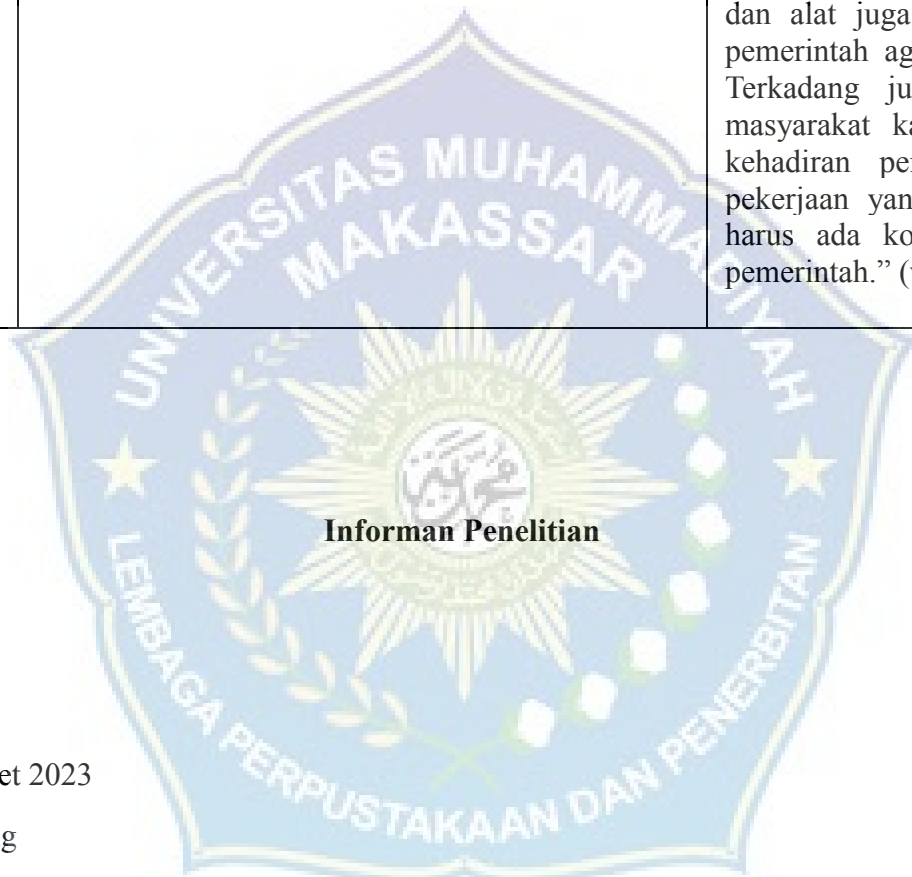 dan alat juga
pemerintah ag
Terkadang ju
masyarakat ka
kehadiran pe
pekerjaan yan
harus ada ko
pemerintah.” (
UNIVERSITAS MUHAMMADIYAH
MAKASSAR
Informan Penelitian
LEMBAGA PERPUSTAKAAN DAN PENERBITAN
et 2023
g